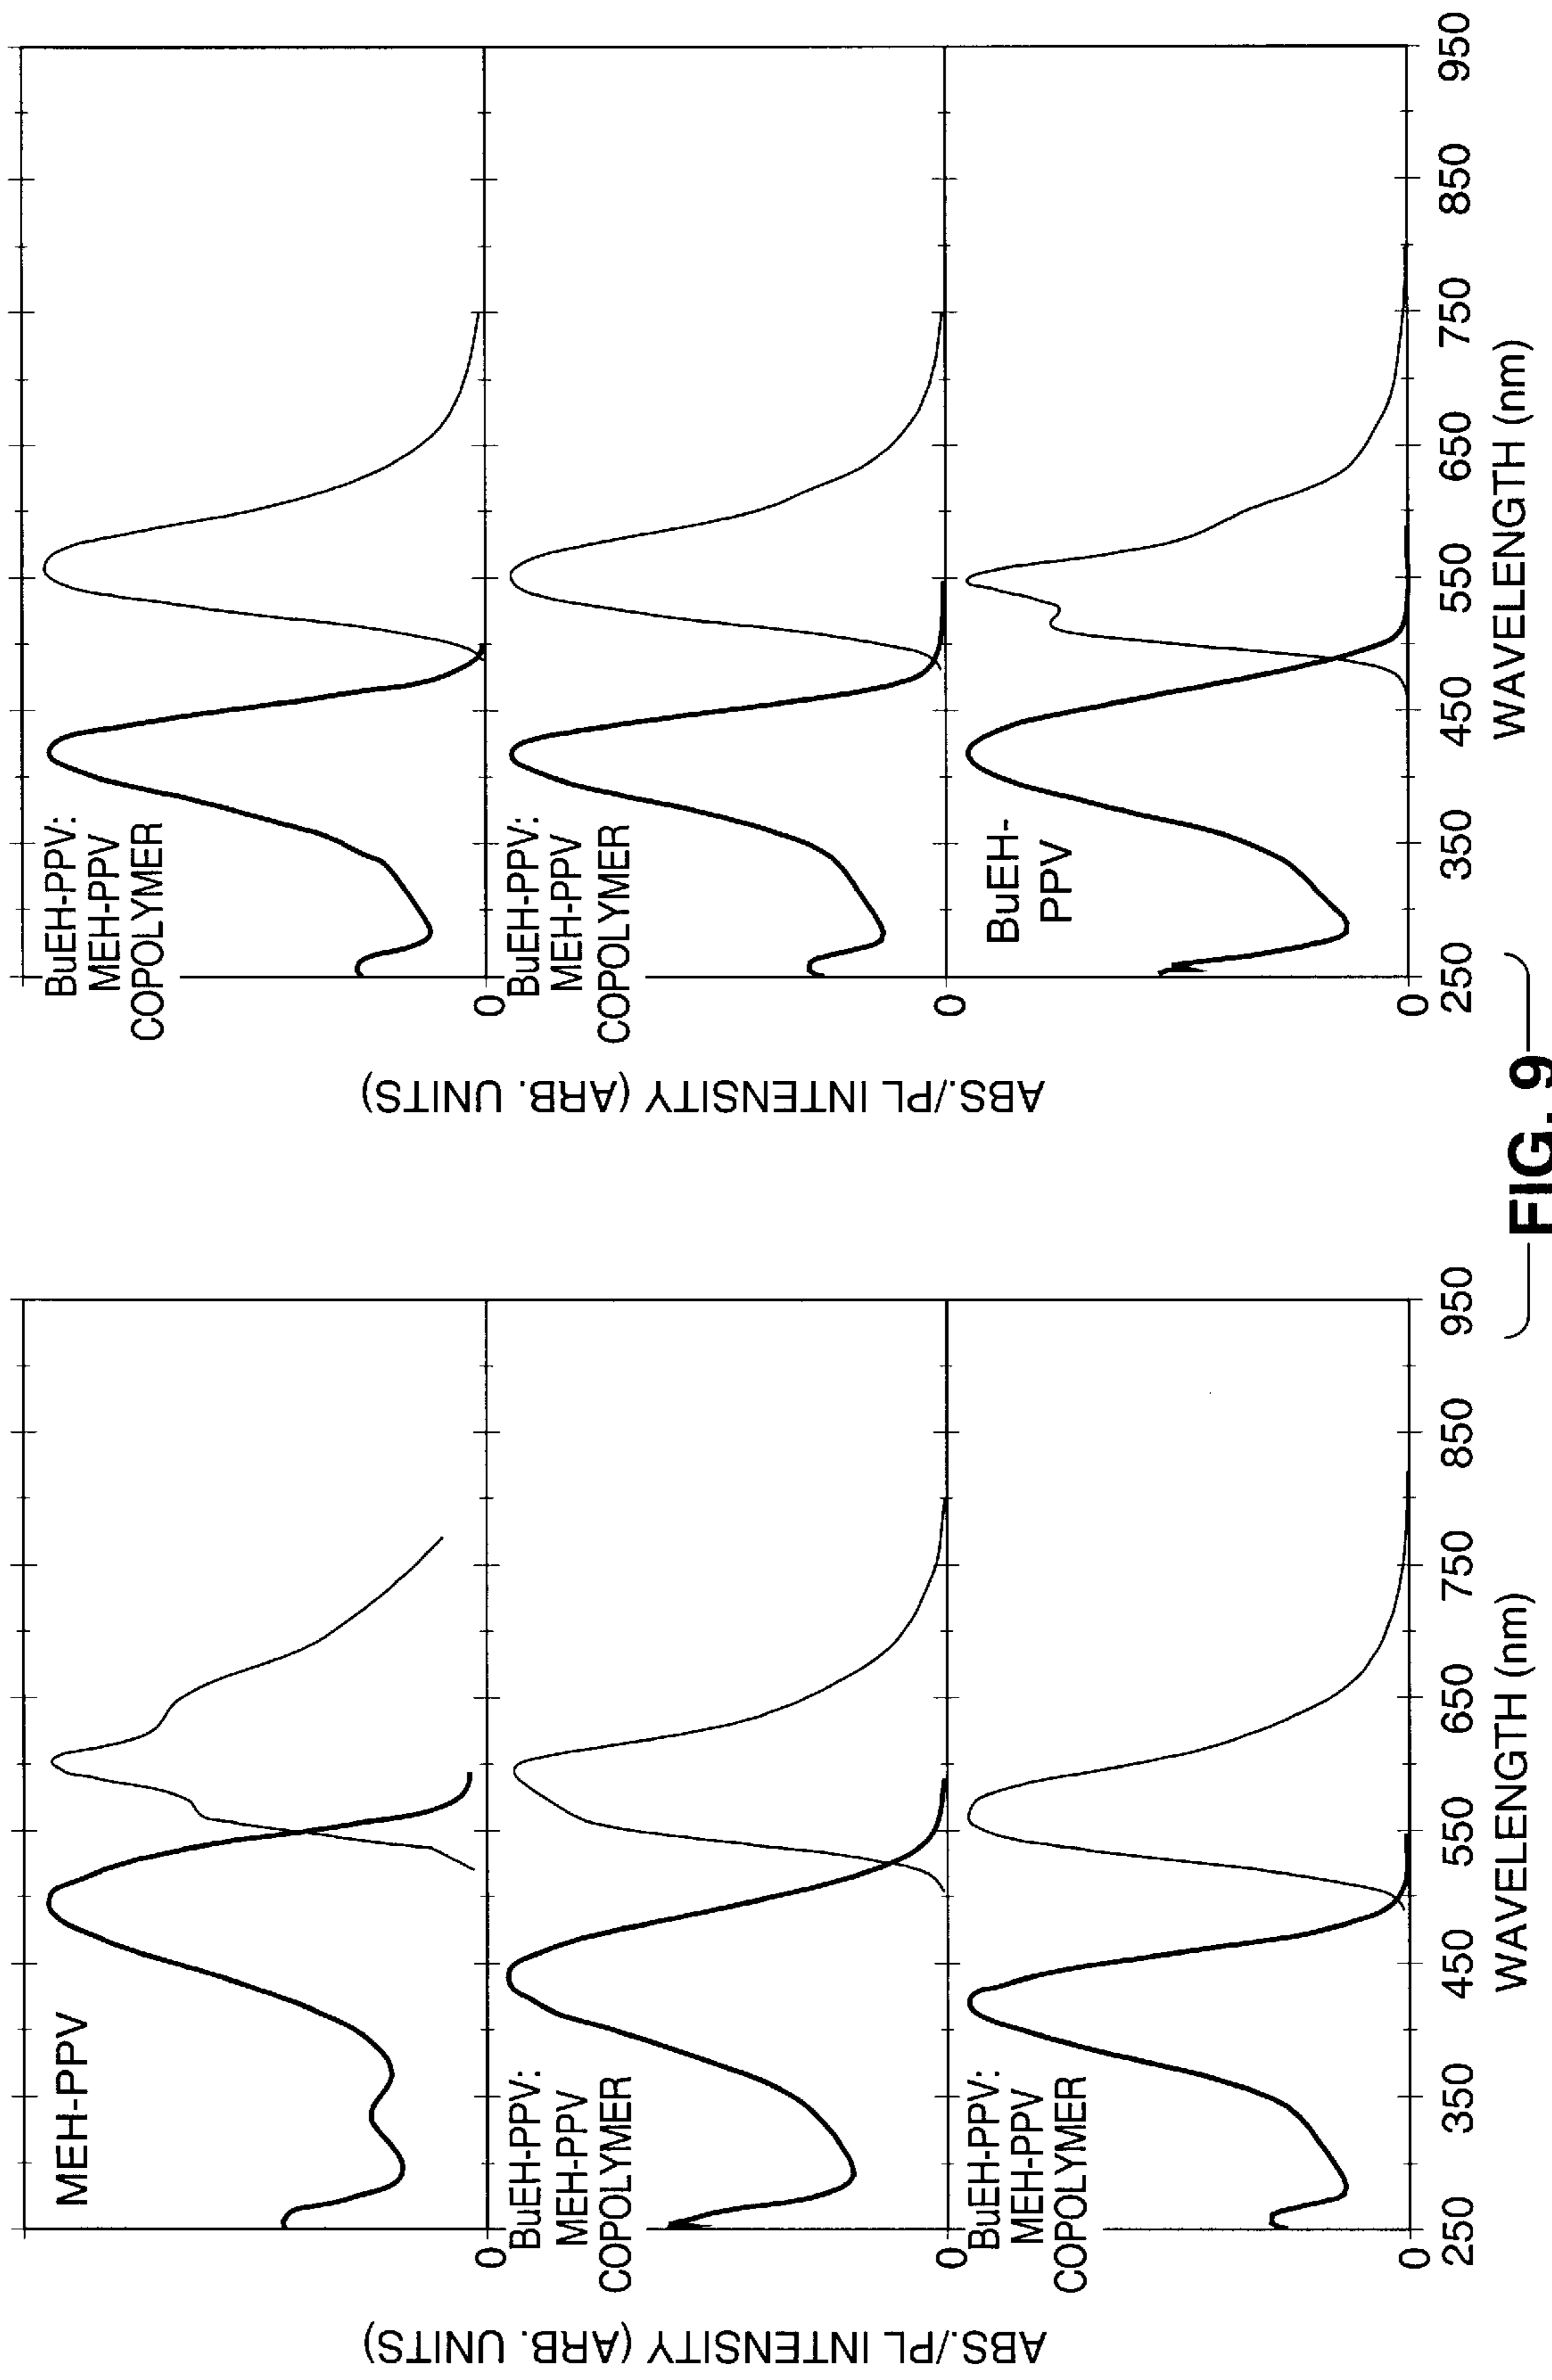 ABS./PL INTENSITY (ARB. UNITS)
MEH-PPV
0
BuEH-PPV:
MEH-PPV
COPOLYMER
0
BuEH-PPV:
MEH-PPV
COPOLYMER
0
250 350 450 550 650 750 850 950
WAVELENGTH (nm)
ABS./PL INTENSITY (ARB. UNITS)
BuEH-PPV:
MEH-PPV
COPOLYMER
0
BuEH-PPV:
MEH-PPV
COPOLYMER
0
BuEH-
PPV
0
250 350 450 550 650 750 850 950
WAVELENGTH (nm)
FIG. 9